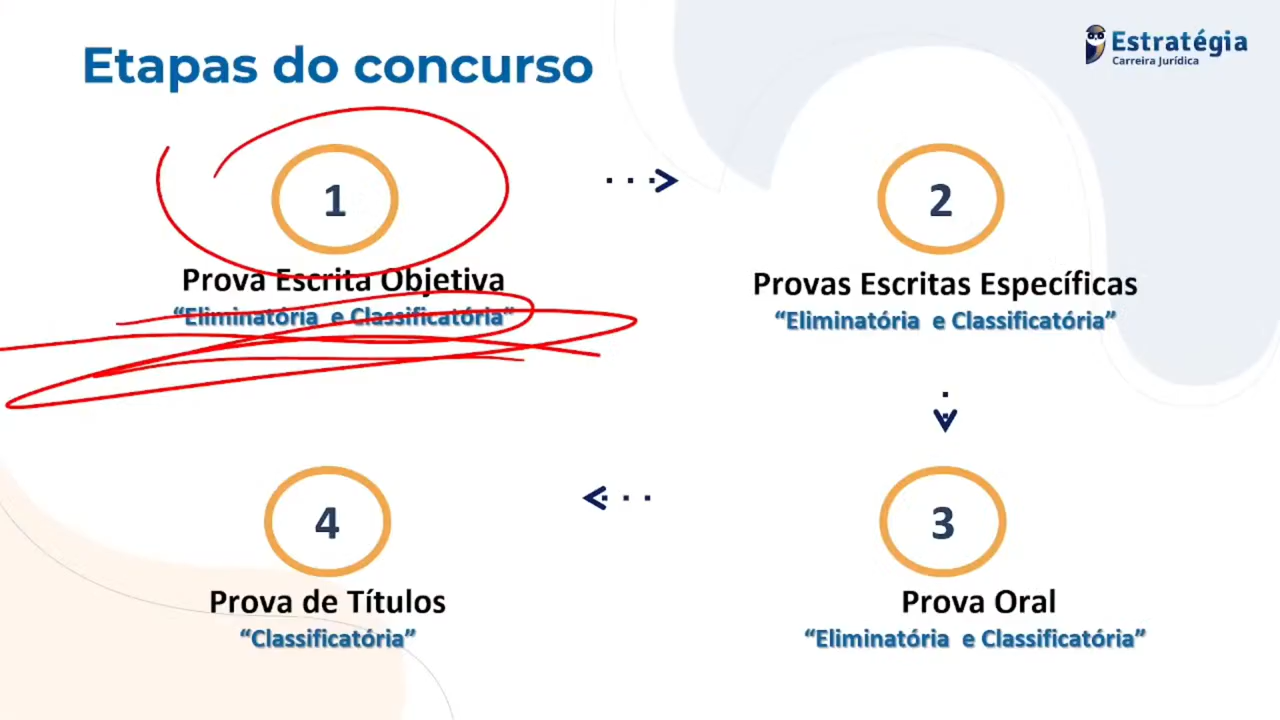 Etapas do concurso
Estratégia
Carreira Jurídica
1
Prova Escrita Objetiva
“Eliminatória e Classificatória”
2
Provas Escritas Específicas
“Eliminatória e Classificatória”
3
Prova Oral
“Eliminatória e Classificatória”
4
Prova de Títulos
“Classificatória”